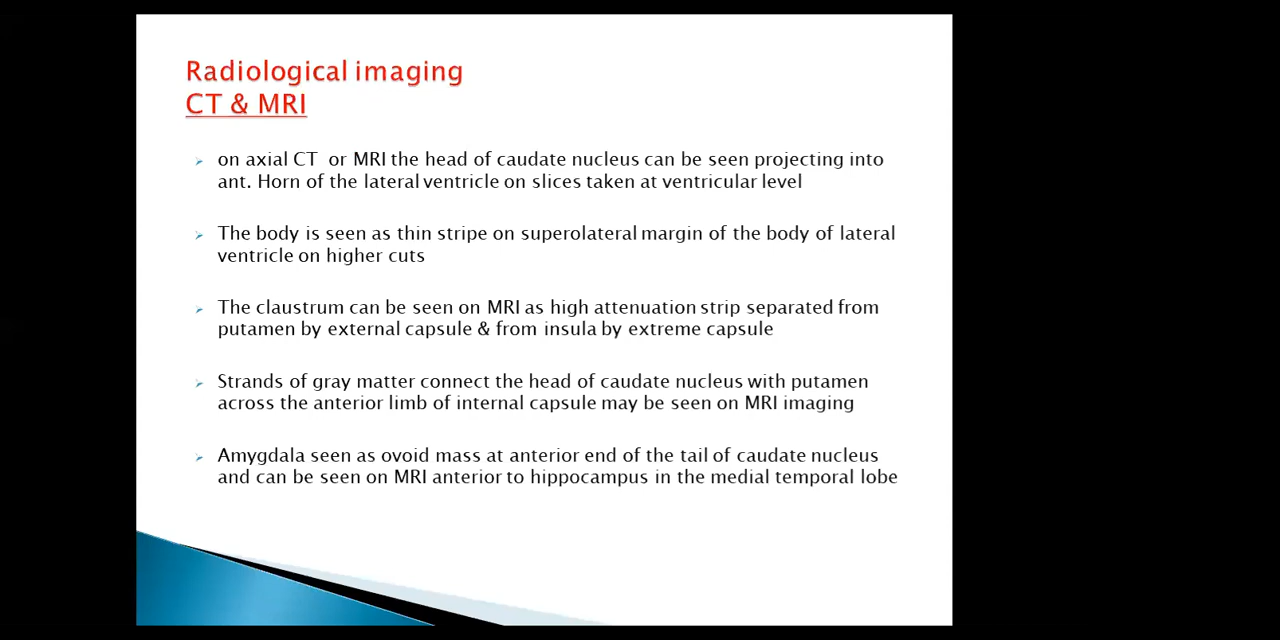 Radiological imaging
CT & MRI
on axial CT or MRI the head of caudate nucleus can be seen projecting into
ant. Horn of the lateral ventricle on slices taken at ventricular level
The body is seen as thin stripe on superolateral margin of the body of lateral
ventricle on higher cuts
The claustrum can be seen on MRI as high attenuation strip separated from
putamen by external capsule & from insula by extreme capsule
Strands of gray matter connect the head of caudate nucleus with putamen
across the anterior limb of internal capsule may be seen on MRI imaging
Amygdala seen as ovoid mass at anterior end of the tail of caudate nucleus
and can be seen on MRI anterior to hippocampus in the medial temporal lobe